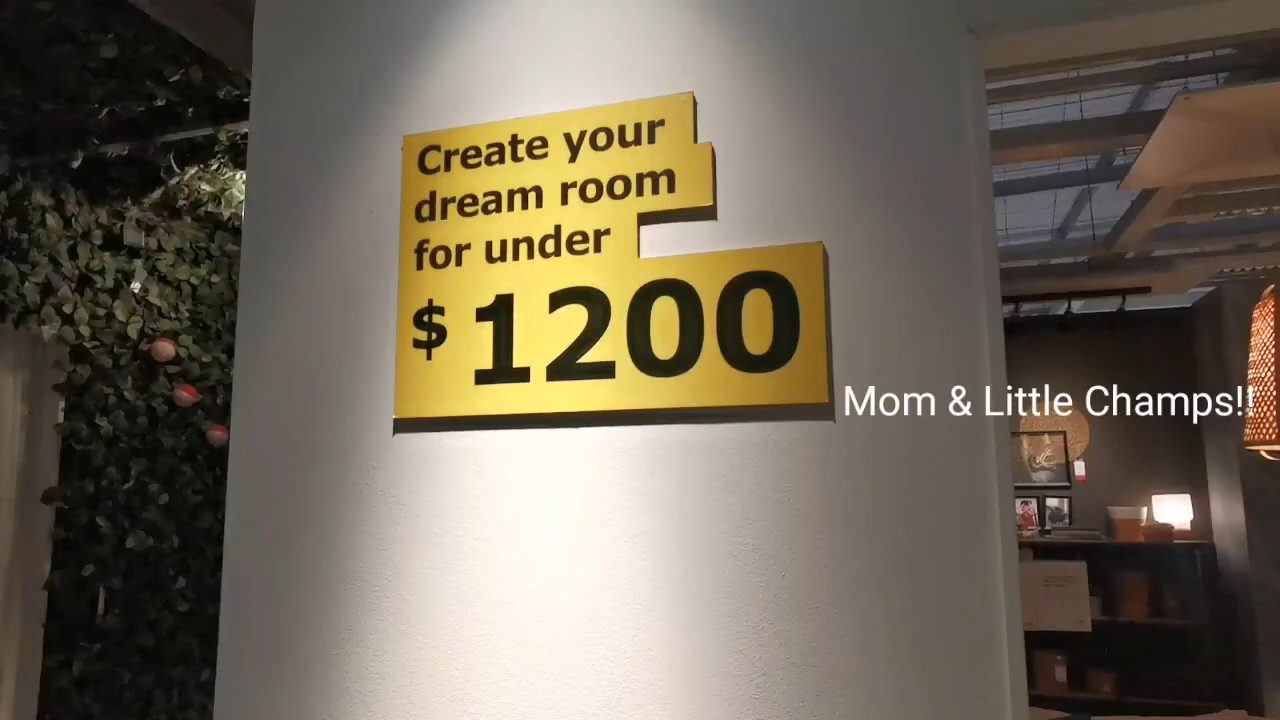 Create your
dream room
for under
$1200
Mom & Little Champs!!